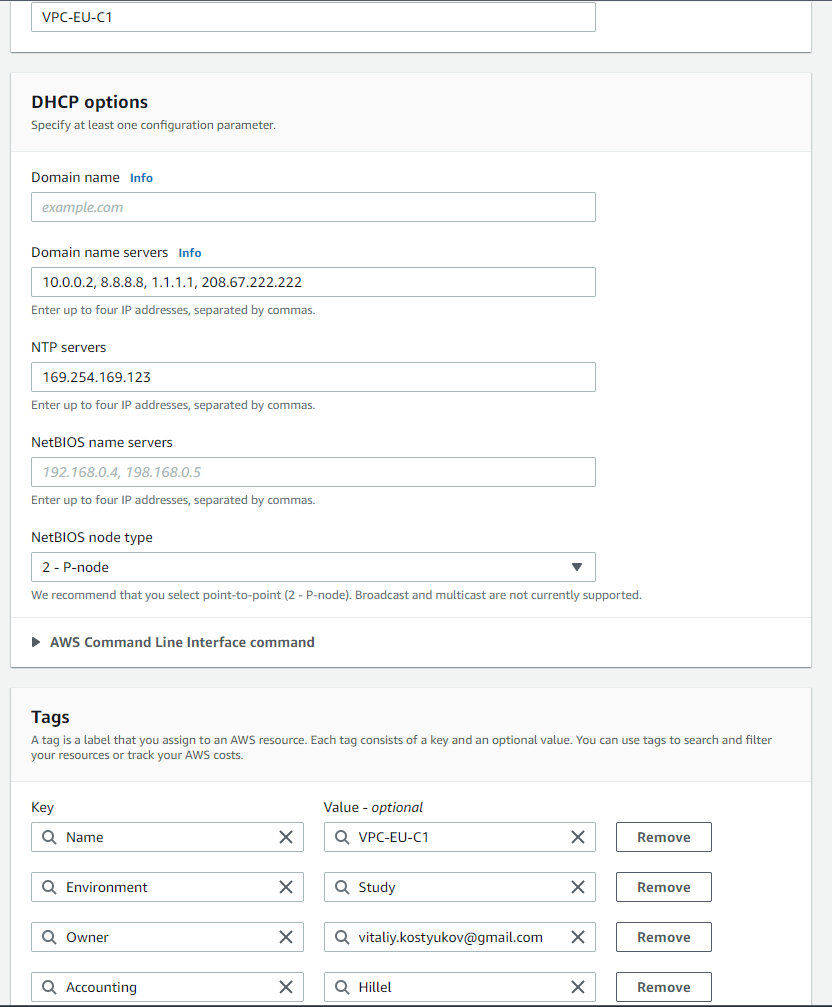 VPC-EU-C1
DHCP options
Specify at least one configuration parameter.
Domain name Info
example.com
Domain name servers Info
10.0.0.2, 8.8.8.8, 1.1.1.1, 208.67.222.222
Enter up to four IP addresses, separated by commas.
NTP servers
169.254.169.123
Enter up to four IP addresses, separated by commas.
NetBIOS name servers
192.168.0.4, 198.168.0.5
Enter up to four IP addresses, separated by commas.
NetBIOS node type
2 - P-node
We recommend that you select point-to-point (2 - P-node). Broadcast and multicast are not currently supported.
AWS Command Line Interface command
Tags
A tag is a label that you assign to an AWS resource. Each tag consists of a key and an optional value. You can use tags to search and filter
your resources or track your AWS costs.
Key Value - optional
Name VPC-EU-C1 Remove
Environment Study Remove
Owner vitaliy.kostyukov@gmail.com Remove
Accounting Hillel Remove